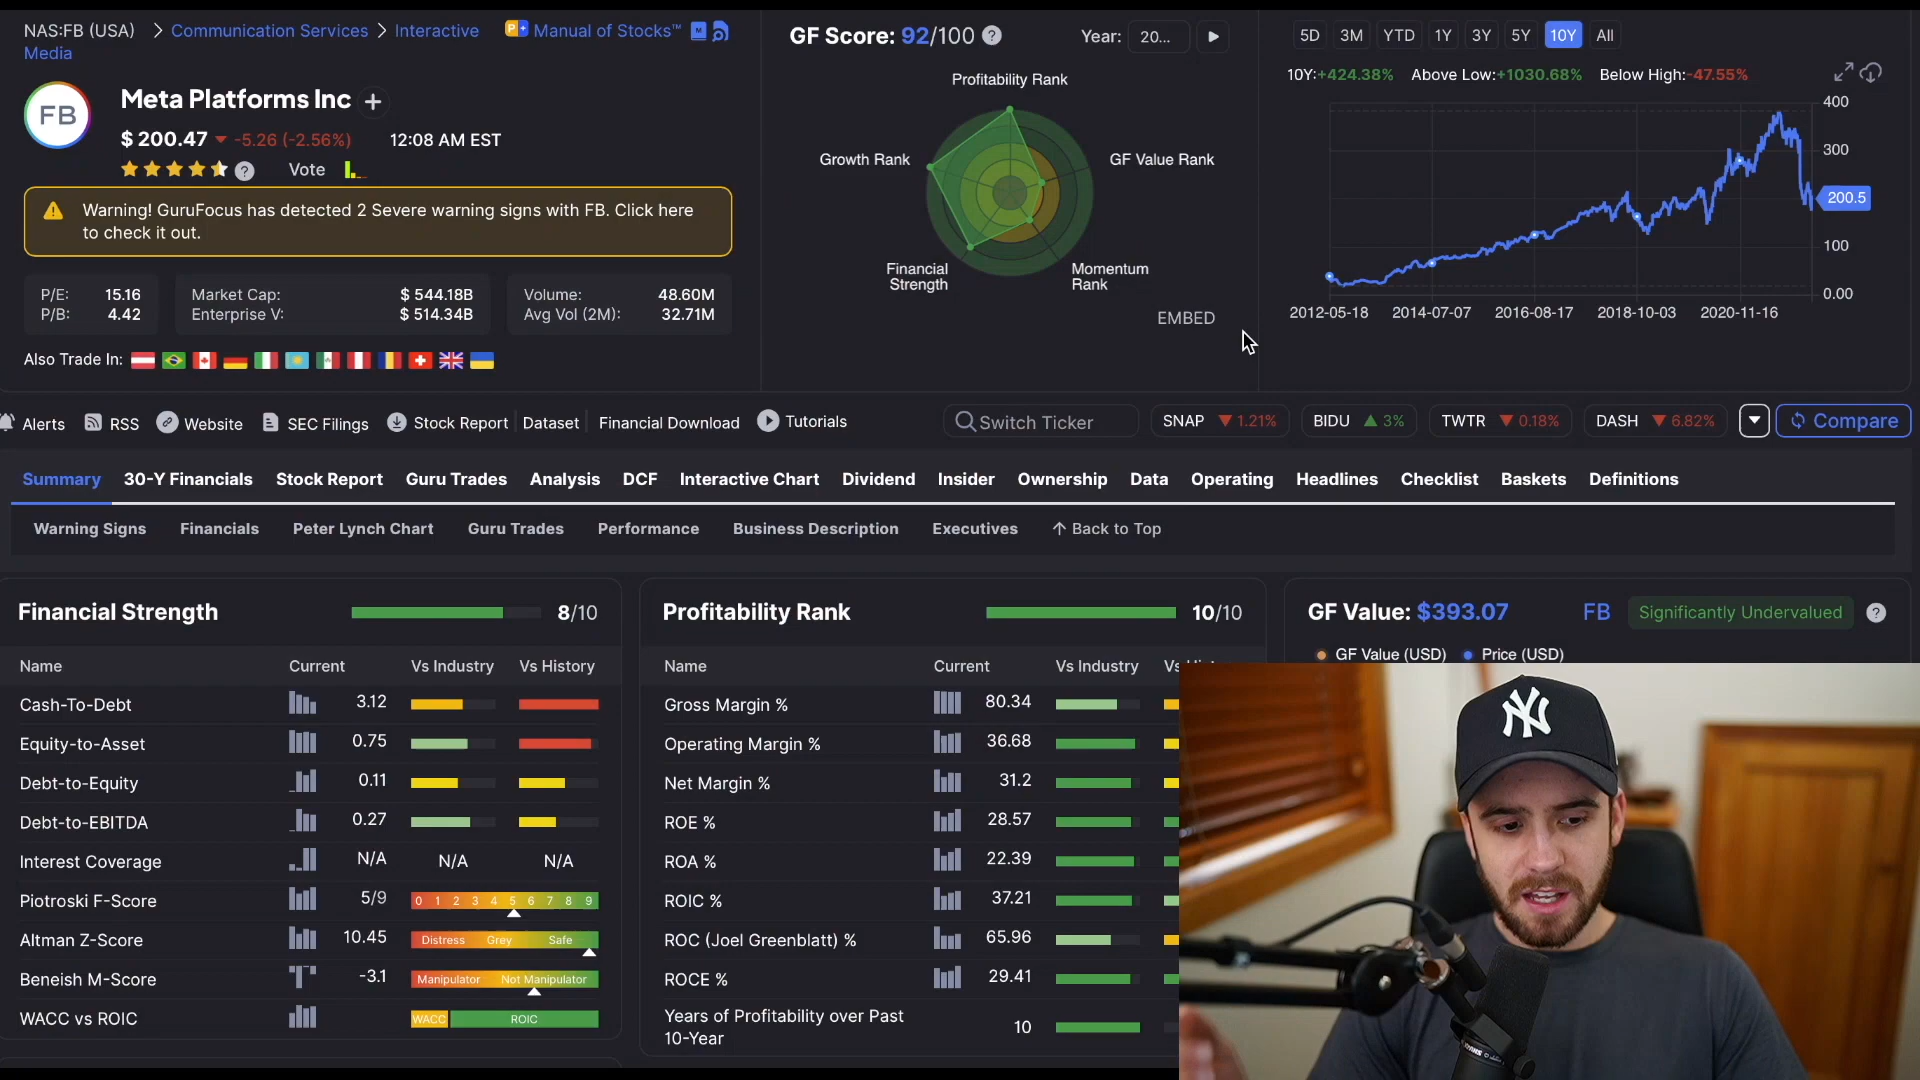 NAS:FB (USA) > Communication Services > Interactive Media
Manual of Stocks™
FB
Meta Platforms Inc +
$ 200.47 -5.26 (-2.56%) 12:08 AM EST
Vote
Warning! GuruFocus has detected 2 Severe warning signs with FB. Click here
to check it out.
P/E: 15.16
P/B: 4.42
Market Cap: $ 544.18B
Enterprise V: $ 514.34B
Volume: 48.60M
Avg Vol (2M): 32.71M
Also Trade In:
GF Score: 92/100 ?
Year: 20...
Profitability Rank
Growth Rank
GF Value Rank
Financial Strength
Momentum Rank
EMBED
5D 3M YTD 1Y 3Y 5Y 10Y All
10Y:+424.38% Above Low:+1030.68% Below High:-47.55%
400
300
200.5
100
0.00
2012-05-18 2014-07-07 2016-08-17 2018-10-03 2020-11-16
Alerts RSS Website SEC Filings Stock Report Dataset Financial Download Tutorials
Switch Ticker
SNAP 1.21%
BIDU 3%
TWTR 0.18%
DASH 6.82%
Compare
Summary 30-Y Financials Stock Report Guru Trades Analysis DCF Interactive Chart Dividend Insider Ownership Data Operating Headlines Checklist Baskets Definitions
Warning Signs Financials Peter Lynch Chart Guru Trades Performance Business Description Executives ↑ Back to Top
Financial Strength 8/10
Name Current Vs Industry Vs History
Cash-To-Debt 3.12
Equity-to-Asset 0.75
Debt-to-Equity 0.11
Debt-to-EBITDA 0.27
Interest Coverage N/A N/A N/A
Piotroski F-Score 5/9 0 1 2 3 4 5 6 7 8 9
Altman Z-Score 10.45 Distress Grey Safe
Beneish M-Score -3.1 Manipulator Not Manipulator
WACC vs ROIC WACC ROIC
Profitability Rank 10/10
Name Current Vs Industry
Gross Margin % 80.34
Operating Margin % 36.68
Net Margin % 31.2
ROE % 28.57
ROA % 22.39
ROIC % 37.21
ROC (Joel Greenblatt) % 65.96
ROCE % 29.41
Years of Profitability over Past
10-Year 10
GF Value: $393.07 FB Significantly Undervalued ?
GF Value (USD) Price (USD)
NY